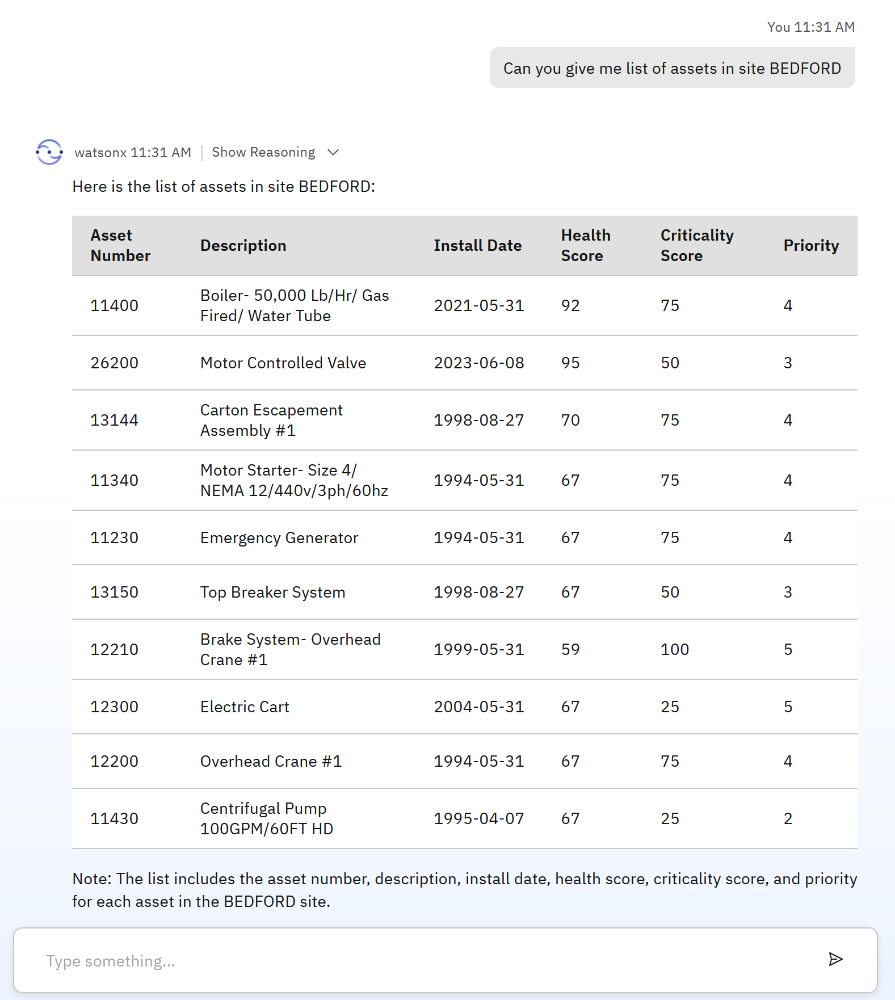 You 11:31 AM
Can you give me list of assets in site BEDFORD
watsonx 11:31 AM | Show Reasoning
Here is the list of assets in site BEDFORD:
Asset Number Description Install Date Health Score Criticality Score Priority
11400 Boiler- 50,000 Lb/Hr/ Gas Fired/ Water Tube 2021-05-31 92 75 4
26200 Motor Controlled Valve 2023-06-08 95 50 3
13144 Carton Escapement Assembly #1 1998-08-27 70 75 4
11340 Motor Starter- Size 4/ NEMA 12/440v/3ph/60hz 1994-05-31 67 75 4
11230 Emergency Generator 1994-05-31 67 75 4
13150 Top Breaker System 1998-08-27 67 50 3
12210 Brake System- Overhead Crane #1 1999-05-31 59 100 5
12300 Electric Cart 2004-05-31 67 25 5
12200 Overhead Crane #1 1994-05-31 67 75 4
11430 Centrifugal Pump 100GPM/60FT HD 1995-04-07 67 25 2
Note: The list includes the asset number, description, install date, health score, criticality score, and priority
for each asset in the BEDFORD site.
Type something...